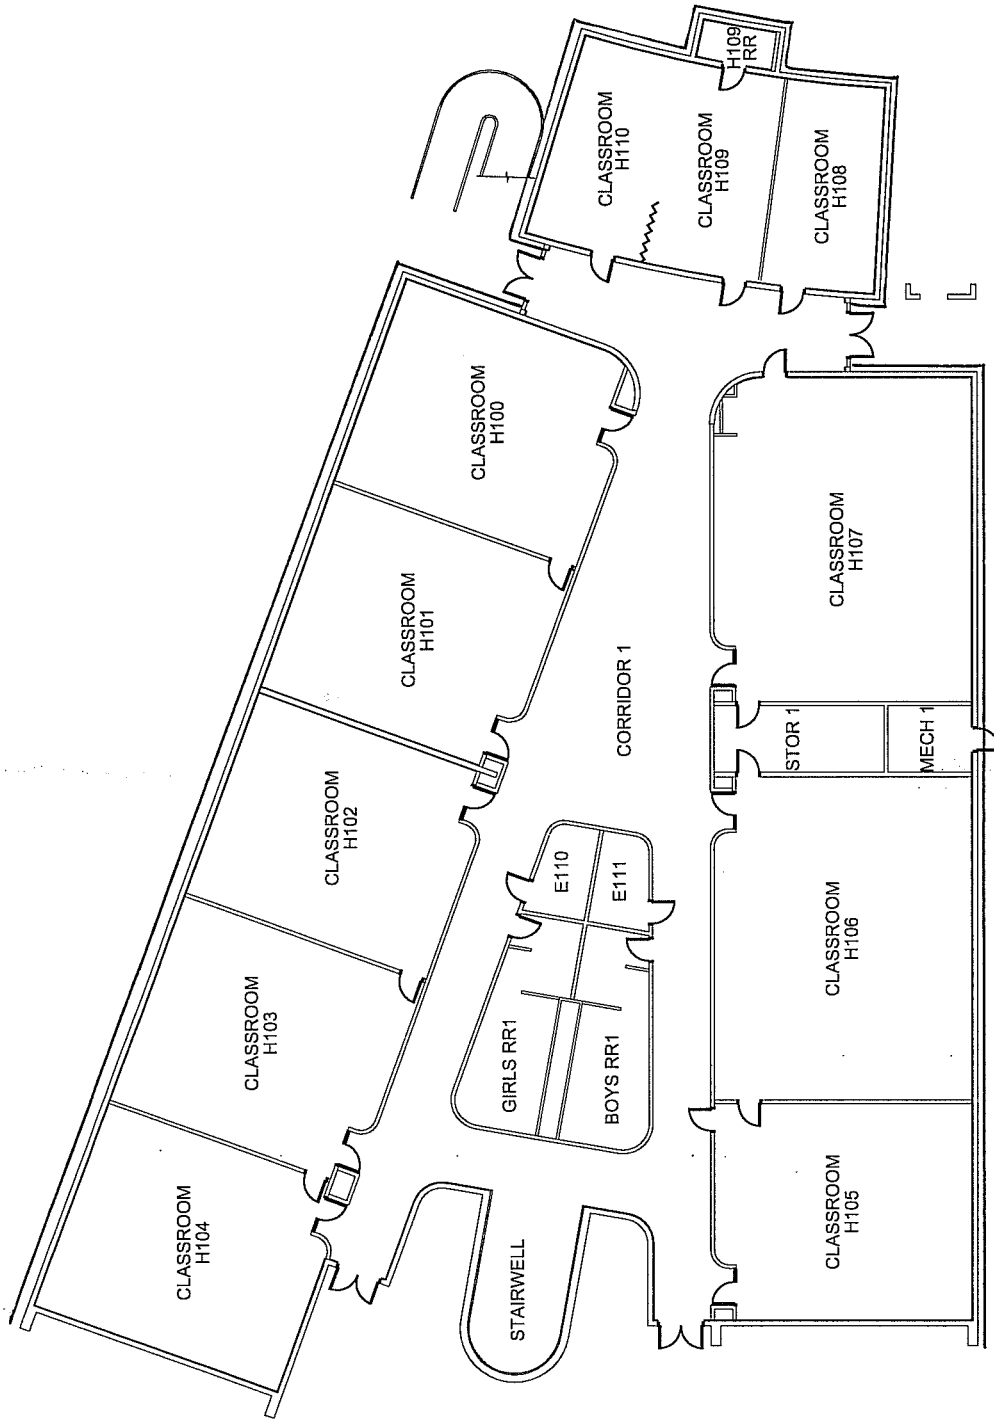 H109
RR
CLASSROOM
H110
CLASSROOM
H109
CLASSROOM
H108
CLASSROOM
H100
CLASSROOM
H101
CLASSROOM
H107
CORRIDOR 1
STOR 1
MECH 1
CLASSROOM
H102
E110
E111
CLASSROOM
H106
CLASSROOM
H103
GIRLS RR1
BOYS RR1
CLASSROOM
H104
STAIRWELL
CLASSROOM
H105